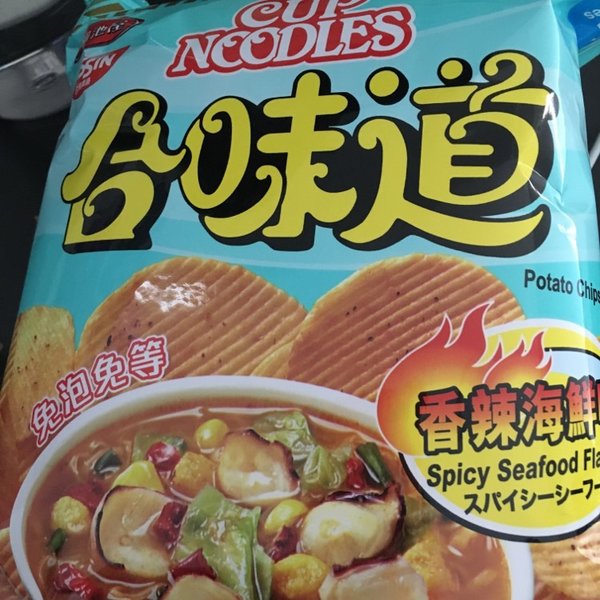 CUP
NOODLES
合味道
Potato Chips
免泡免等
香辣海鮮
Spicy Seafood
スパイシーシーフー